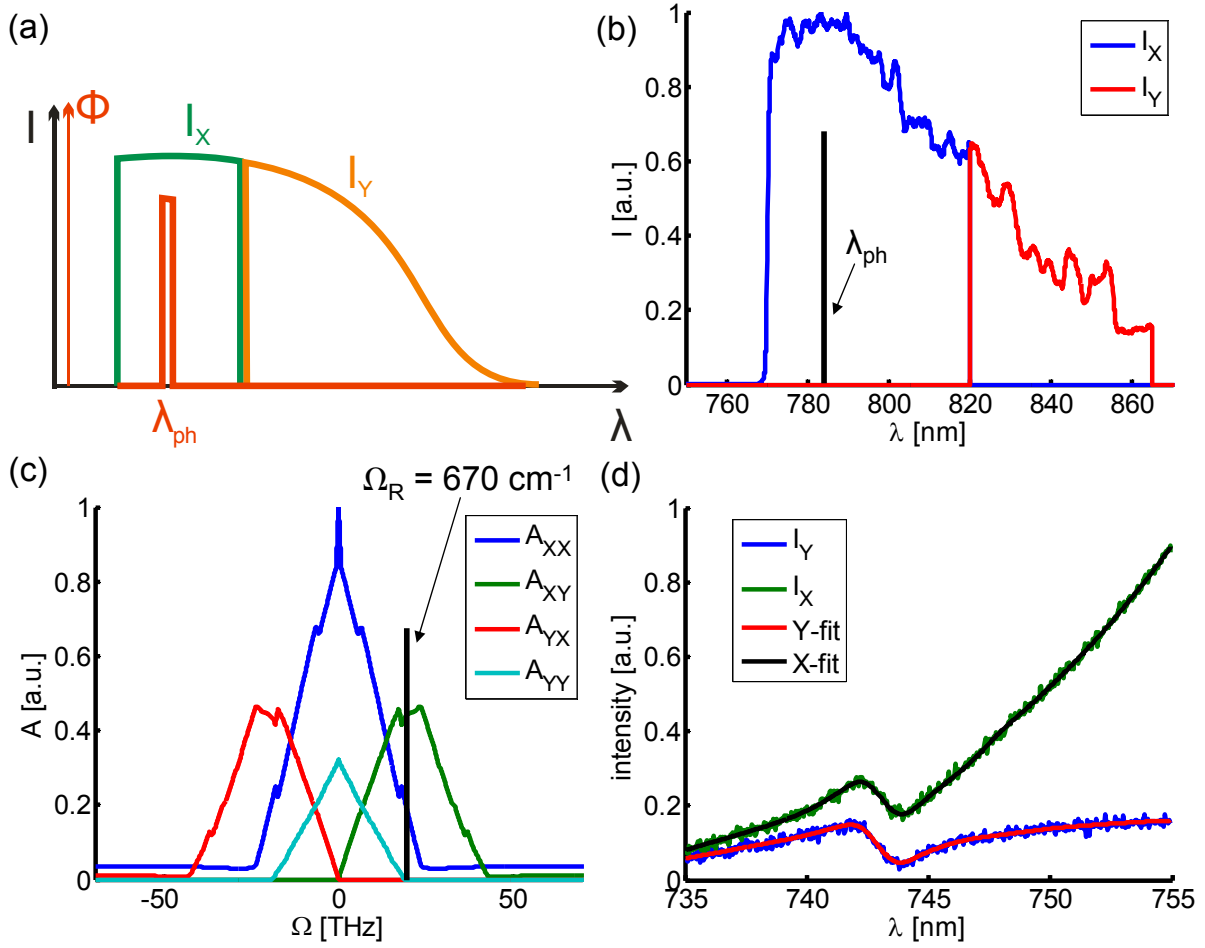 (a)
I
Φ
I_X
I_Y
λ_ph
λ
(b)
I_X
I_Y
λ_ph
1
0.8
0.6
0.4
0.2
0
I [a.u.]
760 780 800 820 840 860
λ [nm]
(c)
Ω_R = 670 cm^-1
A_XX
A_XY
A_YX
A_YY
1
0.8
0.6
0.4
0.2
0
A [a.u.]
-50 0 50
Ω [THz]
(d)
I_Y
I_X
Y-fit
X-fit
1
0.8
0.6
0.4
0.2
0
intensity [a.u.]
735 740 745 750 755
λ [nm]